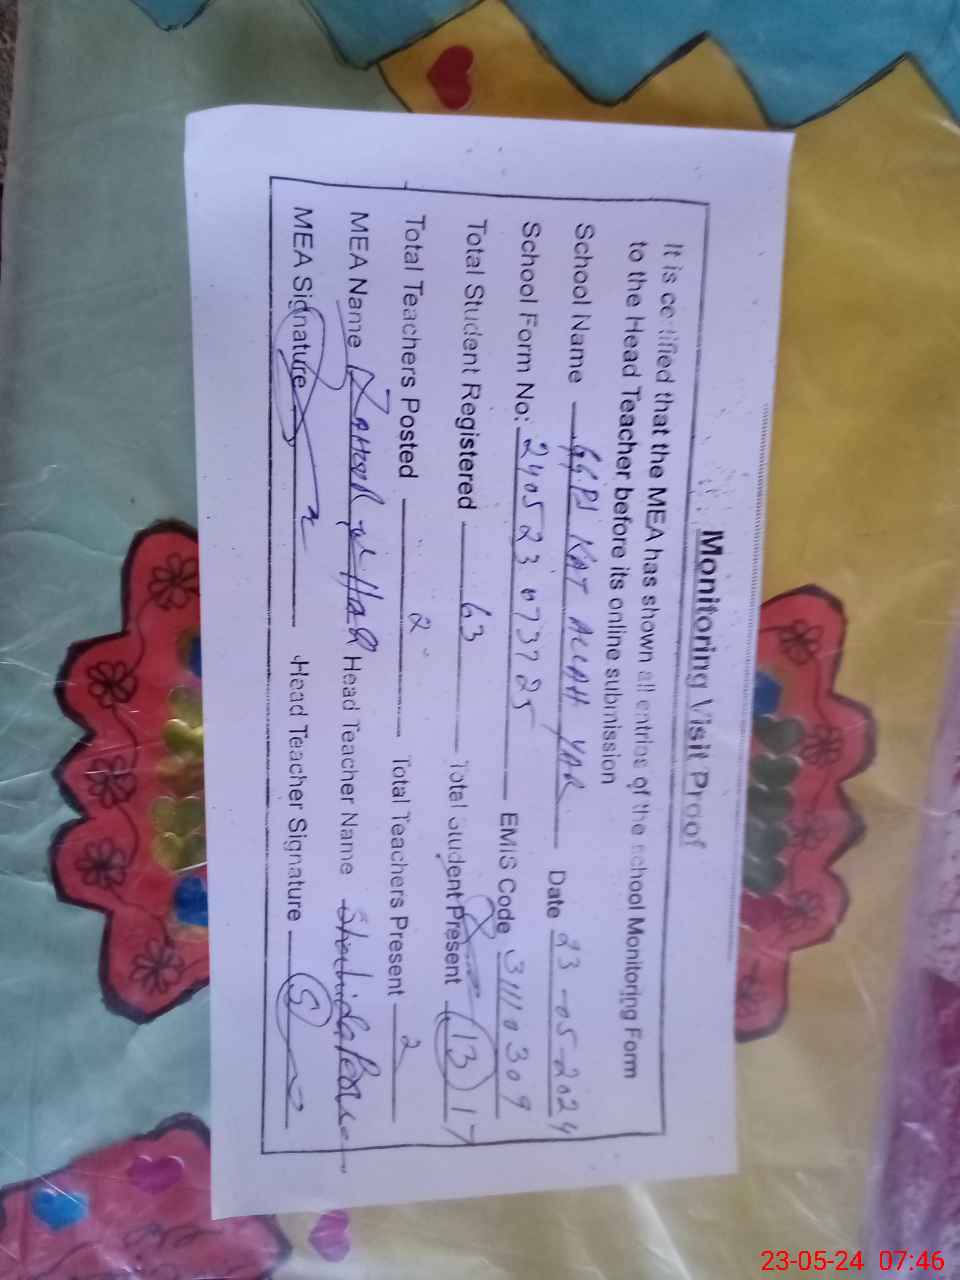 Monitoring Visit Proof
It is certified that the MEA has shown all entries of the school Monitoring Form
to the Head Teacher before its online submission
School Name GGPS KOT ALLAH YAR Date 23-05-2024
School Form No: 240523073725 EMIS Code 31110309
Total Student Registered 63 Total Student Present 13 17
Total Teachers Posted 2 Total Teachers Present 2
MEA Name Zahoor ul Haq Head Teacher Name
MEA Signature Head Teacher Signature
23-05-24 07:46